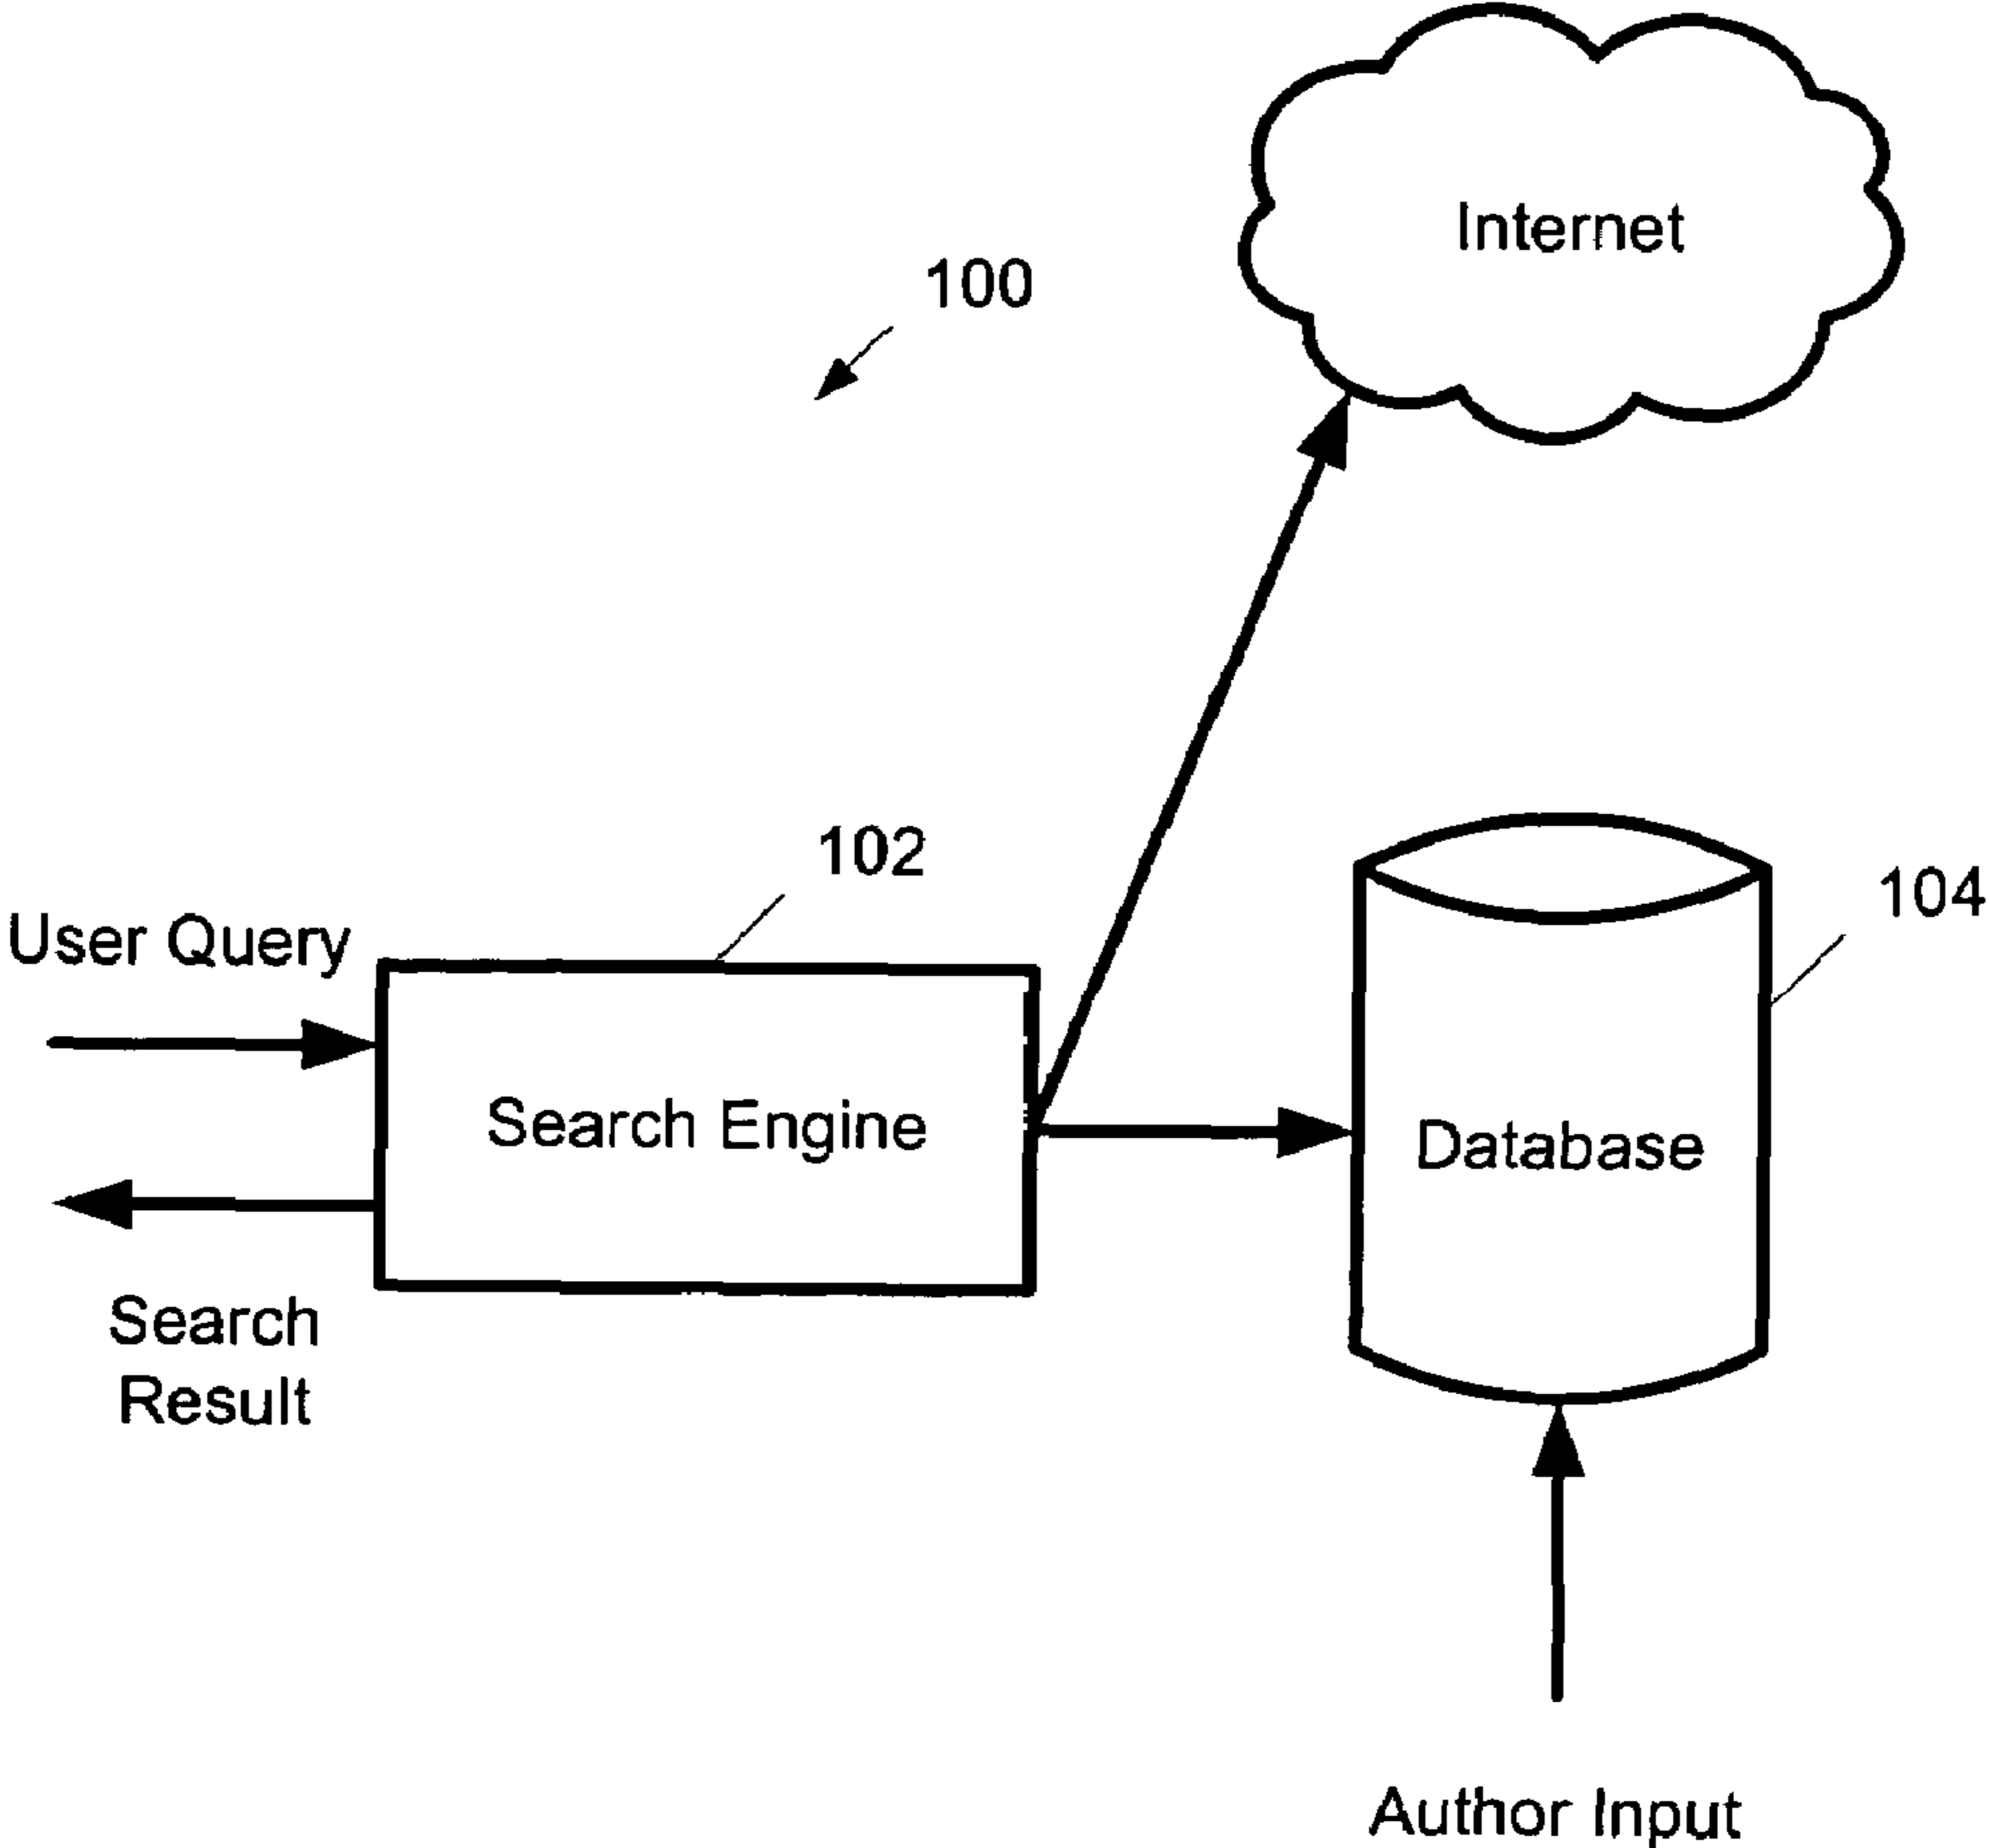 Internet
100
102
104
User Query
Search Engine
Database
Search
Result
Author Input